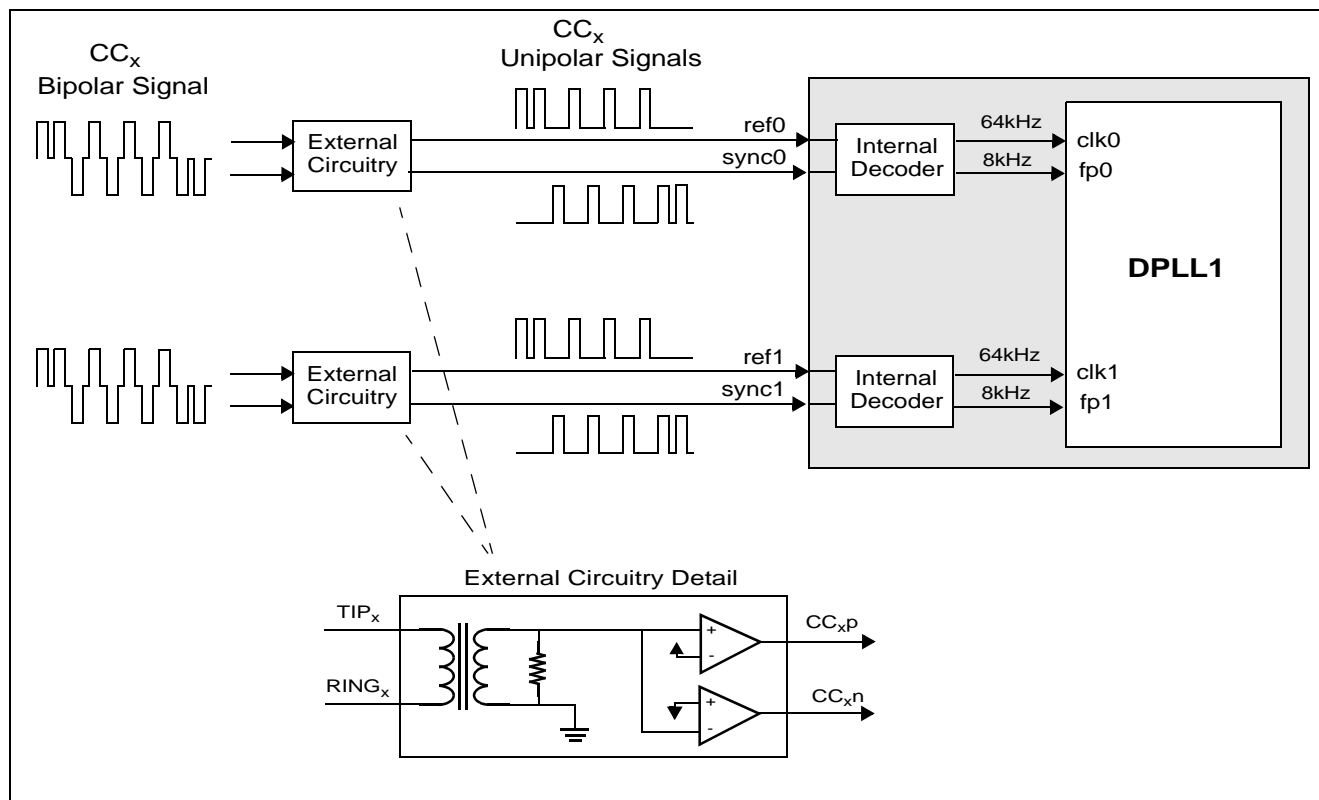 CCx
Bipolar Signal
CCx
Unipolar Signals
External
Circuitry
ref0
sync0
Internal
Decoder
64kHz
8kHz
clk0
fp0
DPLL1
External
Circuitry
ref1
sync1
Internal
Decoder
64kHz
8kHz
clk1
fp1
External Circuitry Detail
TIPx
RINGx
+
-
+
-
CCxp
CCxn